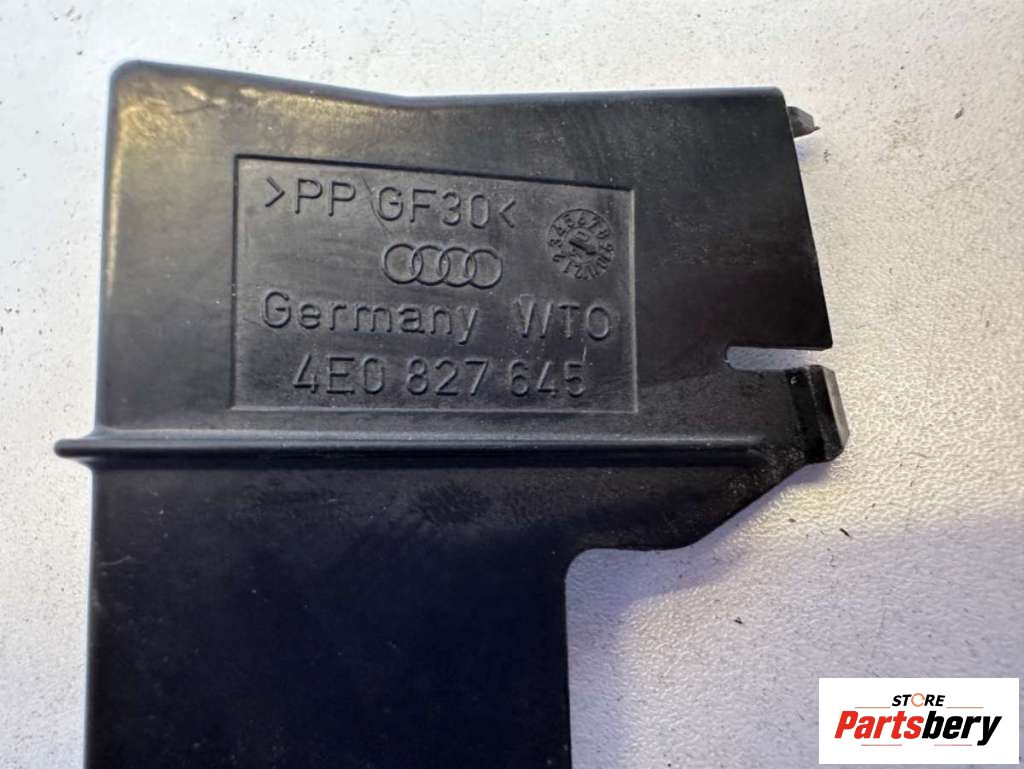 >PP GF30<
Germany WTO
4E0 827 645
STORE
Partsbery